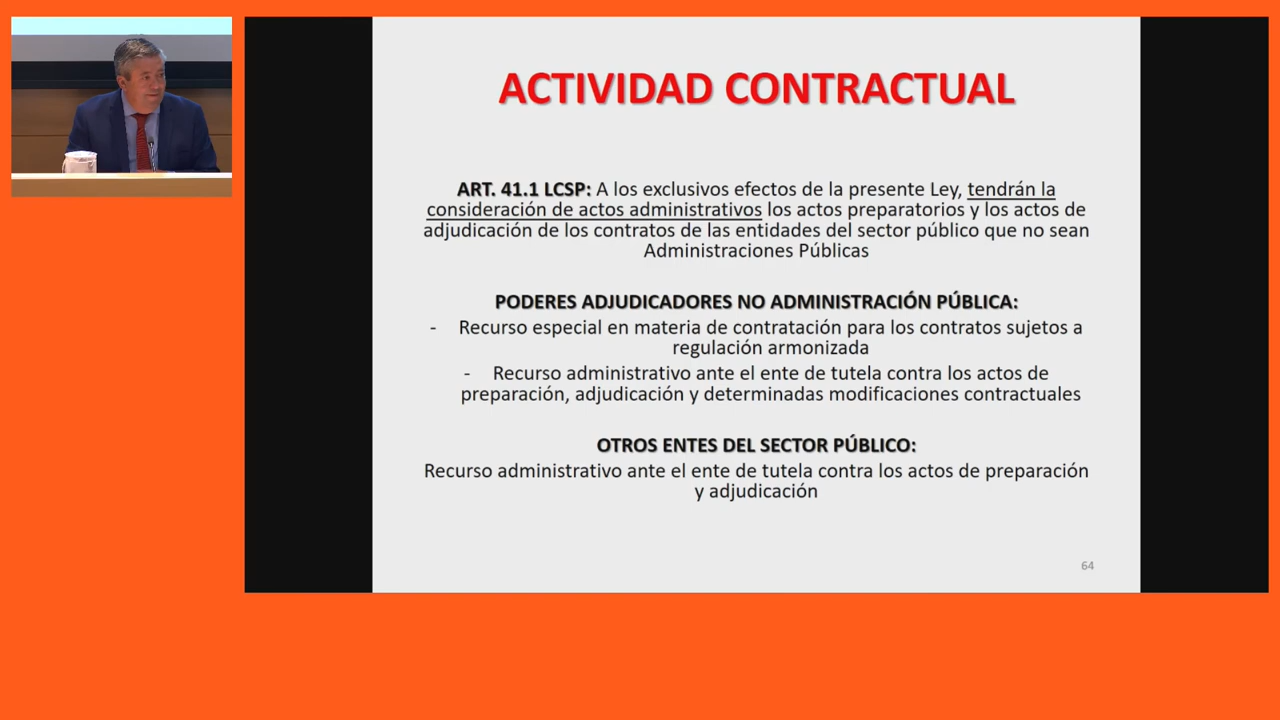 ACTIVIDAD CONTRACTUAL
ART. 41.1 LCSP: A los exclusivos efectos de la presente Ley, tendrán la
consideración de actos administrativos los actos preparatorios y los actos de
adjudicación de los contratos de las entidades del sector público que no sean
Administraciones Públicas
PODERES ADJUDICADORES NO ADMINISTRACIÓN PÚBLICA:
- Recurso especial en materia de contratación para los contratos sujetos a
regulación armonizada
- Recurso administrativo ante el ente de tutela contra los actos de
preparación, adjudicación y determinadas modificaciones contractuales
OTROS ENTES DEL SECTOR PÚBLICO:
Recurso administrativo ante el ente de tutela contra los actos de preparación
y adjudicación
64